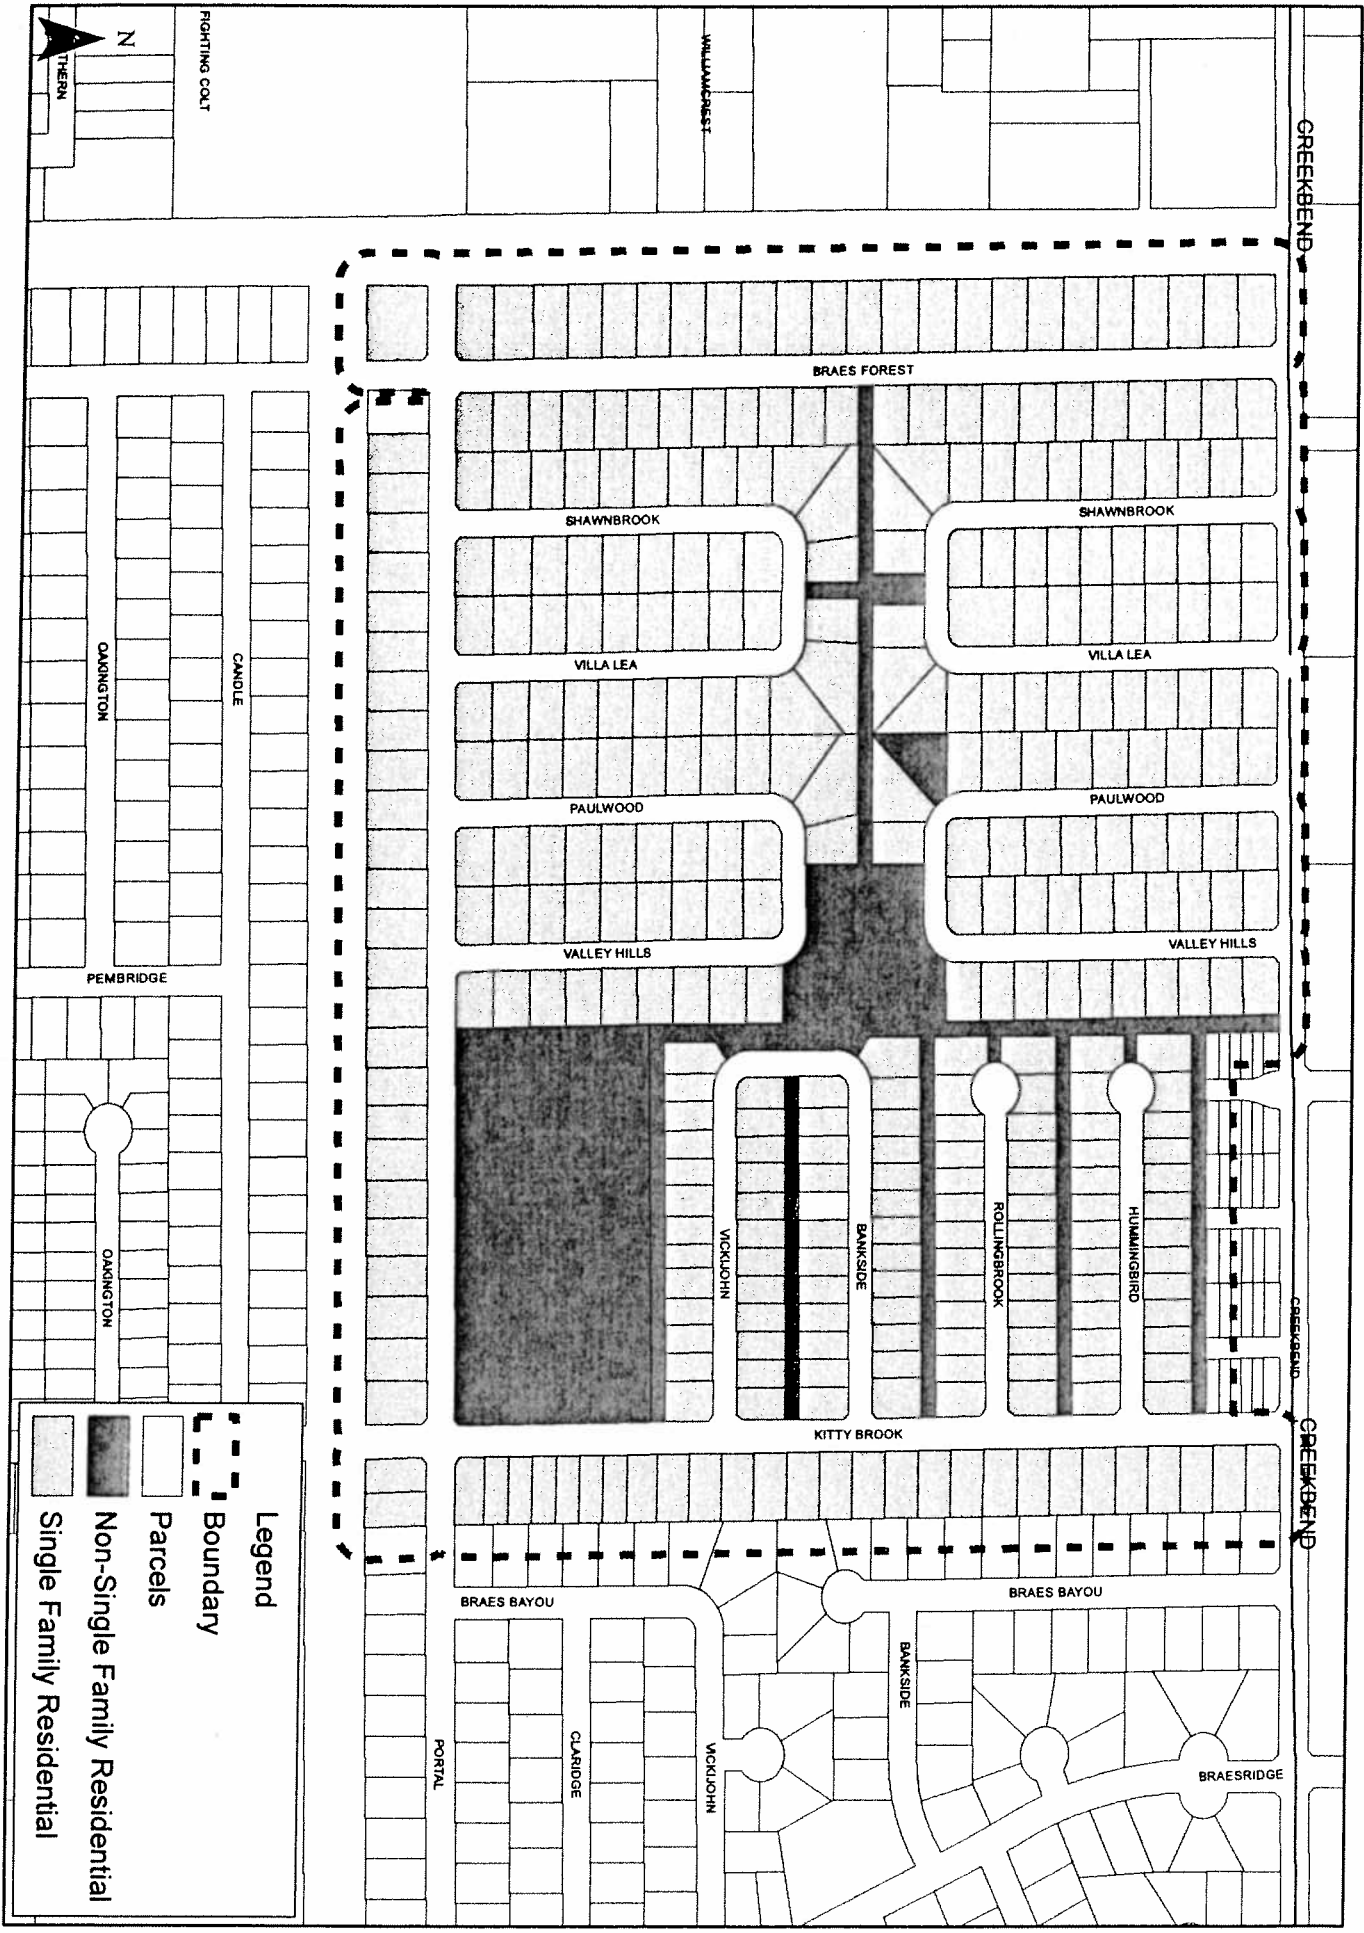 N
THERN
FIGHTING COLT
WILLIAMCREST
CREEKBEND
BRAES FOREST
SHAWNBROOK
SHAWNBROOK
VILLA LEA
VILLA LEA
OAKINGTON
CANDLE
PAULWOOD
PAULWOOD
VALLEY HILLS
VALLEY HILLS
PEMBRIDGE
OAKINGTON
VICKIJOHN
BANKSIDE
ROLLINGBROOK
HUMMINGBIRD
CREEKBEND
KITTY BROOK
CREEKBEND
BRAES BAYOU
BRAES BAYOU
BANKSIDE
PORTAL
CLARIDGE
VICKIJOHN
BRAESRIDGE
Legend
Boundary
Parcels
Non-Single Family Residential
Single Family Residential